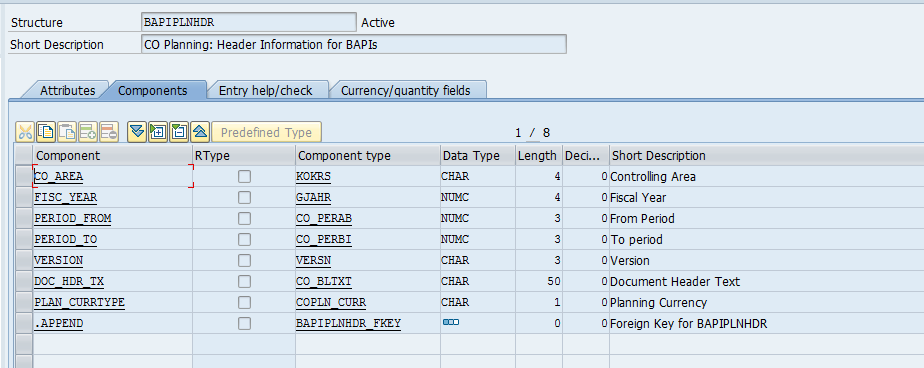 Structure BAPIPLNHDR Active
Short Description CO Planning: Header Information for BAPIs
Attributes Components Entry help/check Currency/quantity fields
Predefined Type 1 / 8
Component RType Component type Data Type Length Deci... Short Description
CO_AREA KOKRS CHAR 4 0 Controlling Area
FISC_YEAR GJAHR NUMC 4 0 Fiscal Year
PERIOD_FROM CO_PERAB NUMC 3 0 From Period
PERIOD_TO CO_PERBI NUMC 3 0 To period
VERSION VERSN CHAR 3 0 Version
DOC_HDR_TX CO_BLTXT CHAR 50 0 Document Header Text
PLAN_CURRTYPE COPLN_CURR CHAR 1 0 Planning Currency
.APPEND BAPIPLNHDR_FKEY 0 0 Foreign Key for BAPIPLNHDR